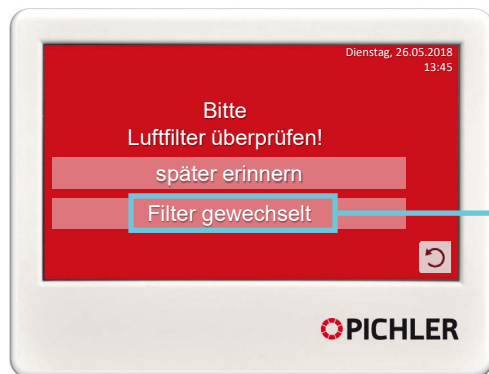 Dienstag, 26.05.2018
13:45
Bitte
Luftfilter überprüfen!
später erinnern
Filter gewechselt
PICHLER